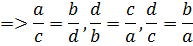 => a/c = b/d, d/b = c/a, d/c = b/a